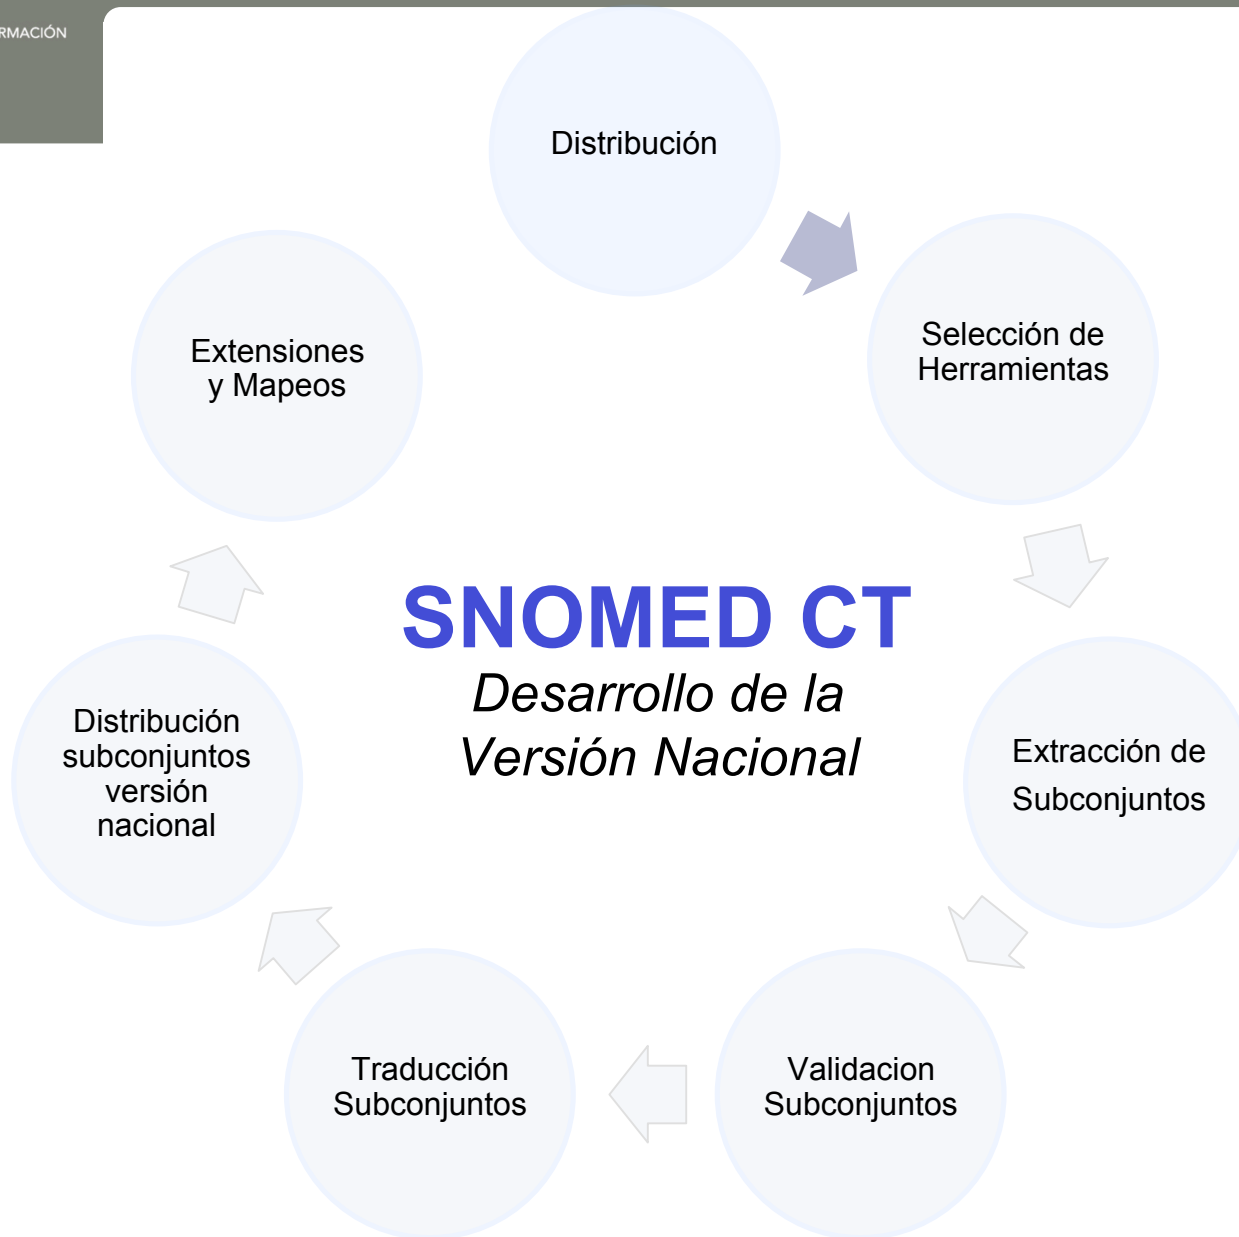 Distribución
Selección de
Herramientas
Extracción de
Subconjuntos
Validacion
Subconjuntos
Traducción
Subconjuntos
Distribución
subconjuntos
versión
nacional
Extensiones
y Mapeos
SNOMED CT
Desarrollo de la
Versión Nacional